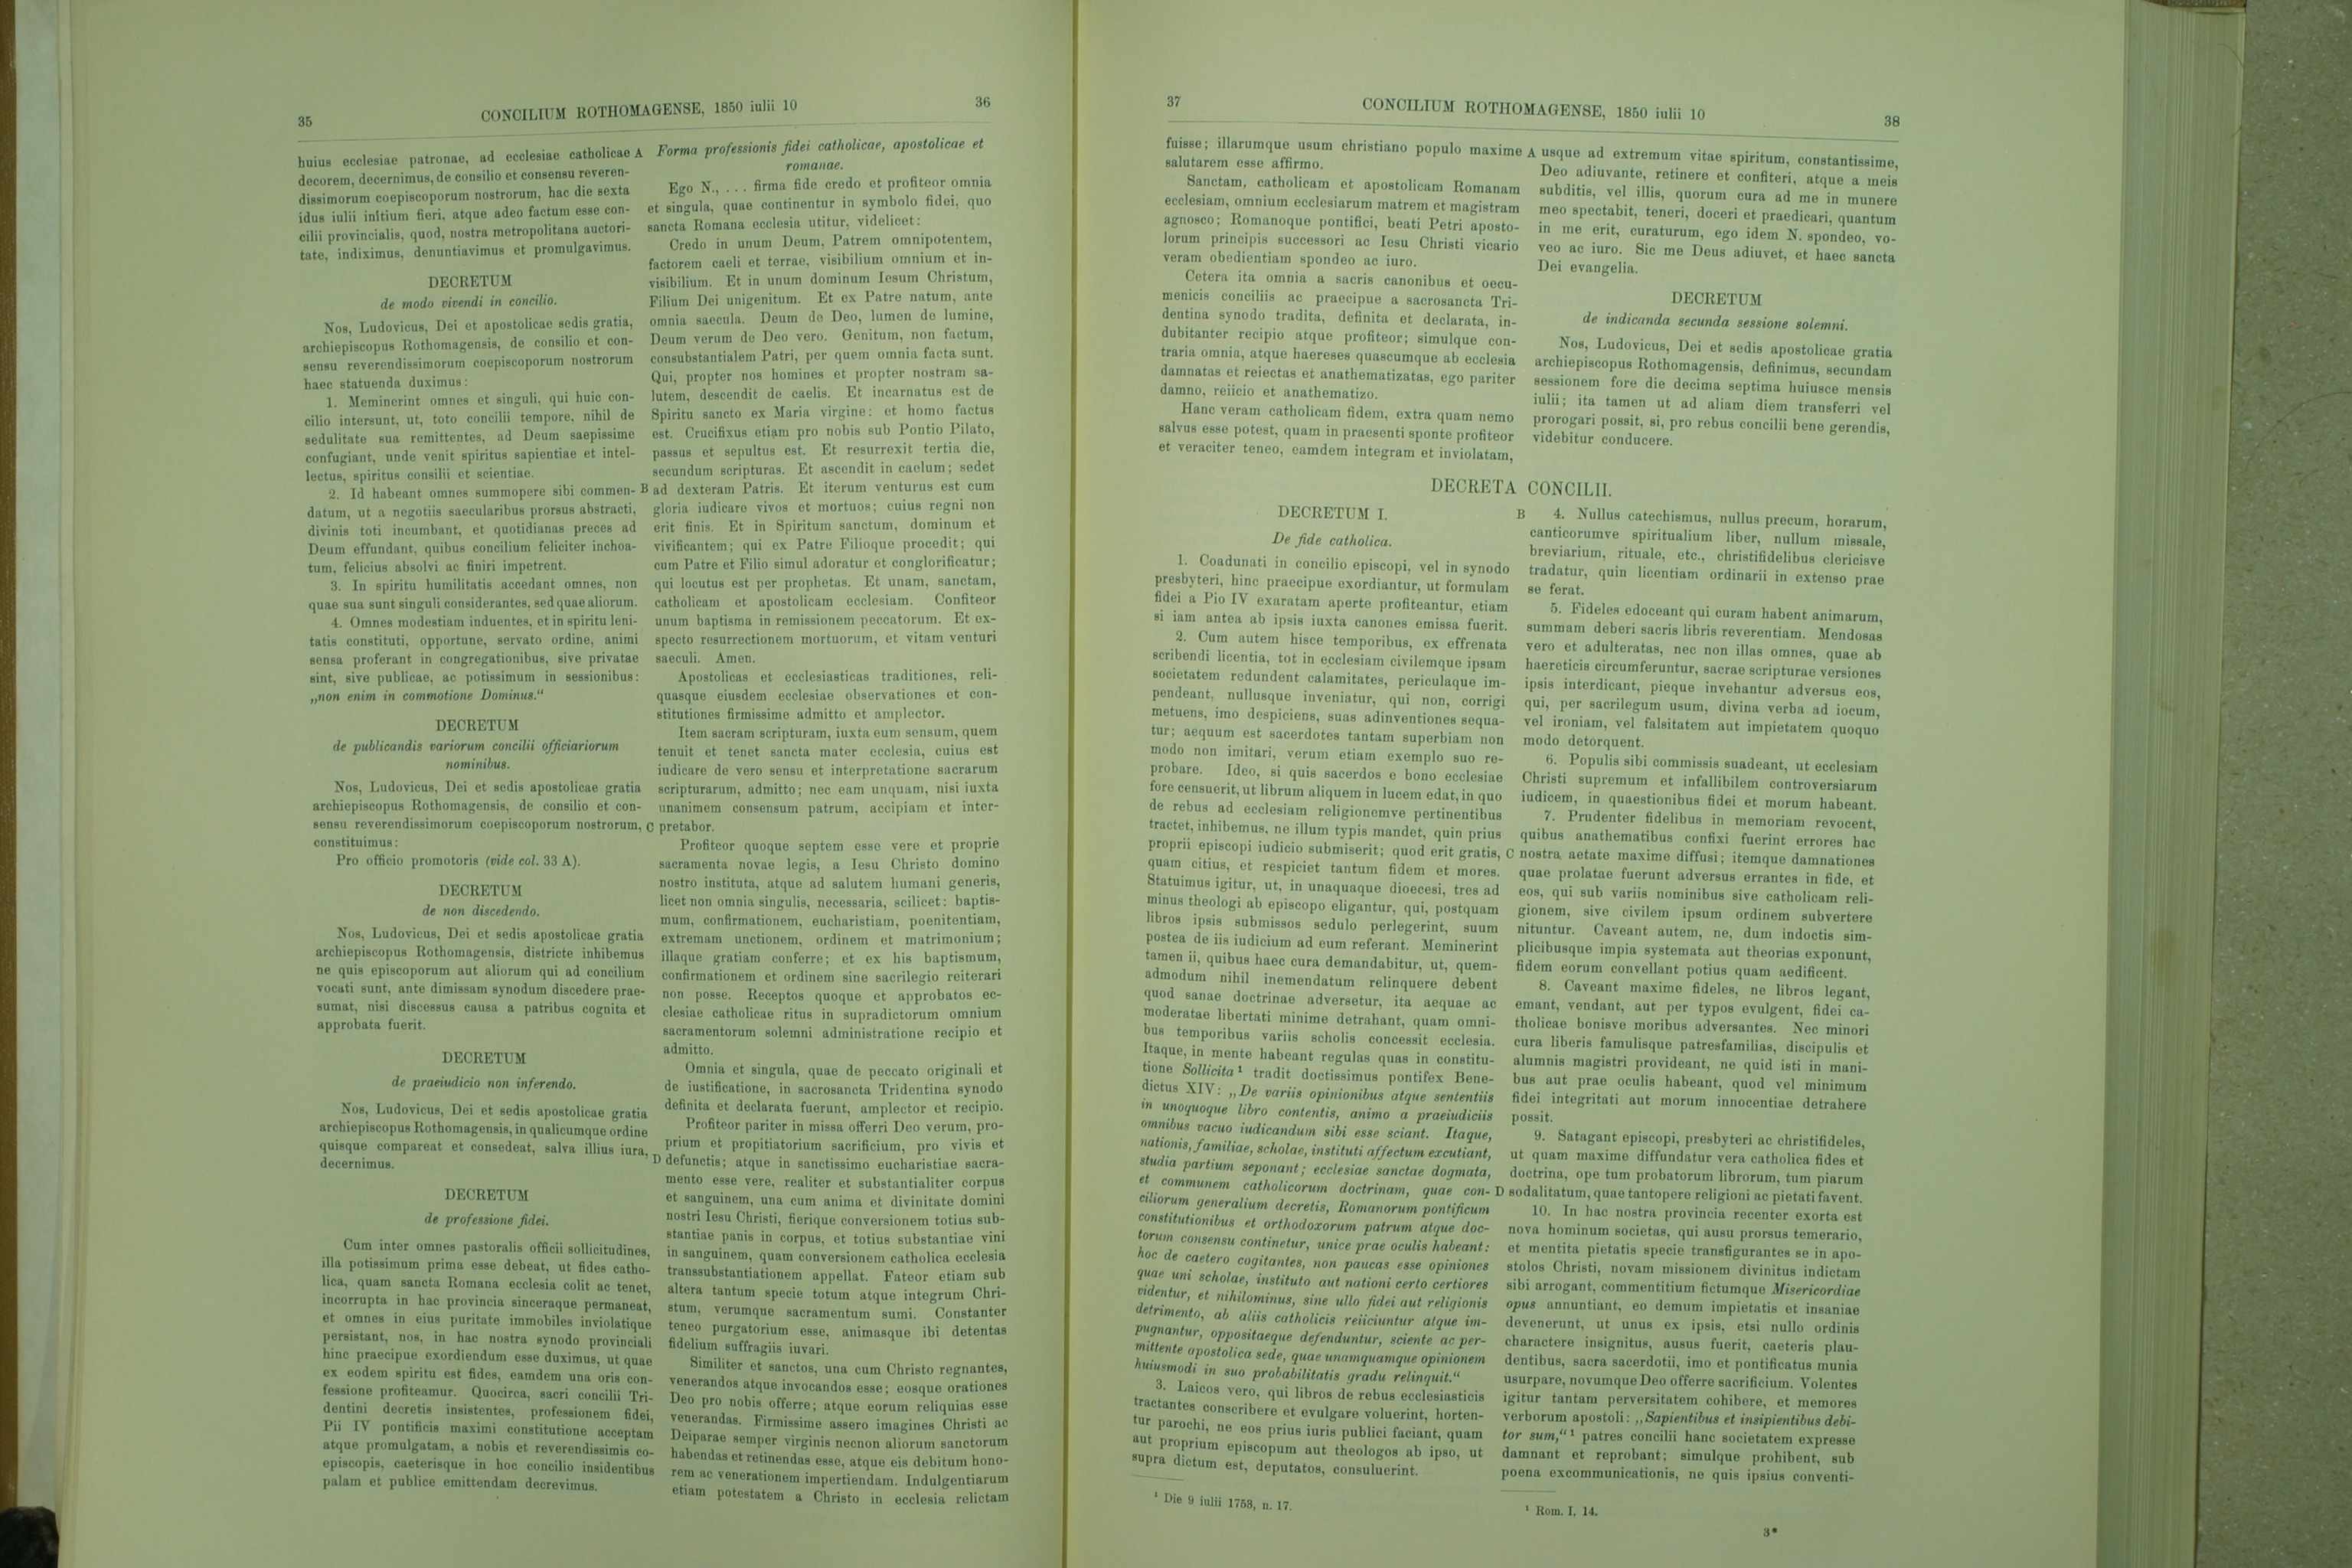 35
CONCILIUM ROTHOMAGENSE, 1850 iulii 10
36
huius ecclesiae patronae, ad ecclesiae catholicae
decorem, decernimus, de consilio et consensu reveren-
dissimorum coepiscoporum nostrorum, hac die sexta
idus iulii initium fieri, atque adeo factum esse con-
cilii provincialis, quod, nostra metropolitana auctori-
tate, indiximus, denuntiavimus et promulgavimus.
DECRETUM
de modo vivendi in concilio.
Nos, Ludovicus, Dei et apostolicae sedis gratia,
archiepiscopus Rothomagensis, de consilio et con-
sensu reverendissimorum coepiscoporum nostrorum
haec statuenda duximus:
1. Meminerint omnes et singuli, qui huic con-
cilio intersunt, ut, toto concilii tempore, nihil de
sedulitate sua remittentes, ad Deum saepissime
confugiant, unde venit spiritus sapientiae et intel-
lectus, spiritus consilii et scientiae.
2. Id habeant omnes summopere sibi commen-
datum, ut a negotiis saecularibus prorsus abstracti,
divinis toti incumbant, et quotidianas preces ad
Deum effundant, quibus concilium feliciter inchoa-
tum, felicius absolvi ac finiri impetrent.
3. In spiritu humilitatis accedant omnes, non
quae sua sunt singuli considerantes, sed quae aliorum.
4. Omnes modestiam induentes, et in spiritu leni-
tatis constituti, opportune, servato ordine, animi
sensa proferant in congregationibus, sive privatae
sint, sive publicae, ac potissimum in sessionibus:
„non enim in commotione Dominus.“
DECRETUM
de publicandis variorum concilii officiariorum
nominibus.
Nos, Ludovicus, Dei et sedis apostolicae gratia
archiepiscopus Rothomagensis, de consilio et con-
sensu reverendissimorum coepiscoporum nostrorum,
constituimus:
Pro officio promotoris (vide col. 33 A).
DECRETUM
de non discedendo.
Nos, Ludovicus, Dei et sedis apostolicae gratia
archiepiscopus Rothomagensis, districte inhibemus
ne quis episcoporum aut aliorum qui ad concilium
vocati sunt, ante dimissam synodum discedere prae-
sumat, nisi discessus causa a patribus cognita et
approbata fuerit.
DECRETUM
de praeiudicio non inferendo.
Nos, Ludovicus, Dei et sedis apostolicae gratia
archiepiscopus Rothomagensis, in qualicumque ordine
quisque compareat et consedeat, salva illius iura,
decernimus.
DECRETUM
de professione fidei.
Cum inter omnes pastoralis officii sollicitudines,
illa potissimum prima esse debeat, ut fides catho-
lica, quam sancta Romana ecclesia colit ac tenet,
incorrupta in hac provincia sinceraque permaneat,
et omnes in eius puritate immobiles inviolatique
persistant, nos, in hac nostra synodo provinciali
hinc praecipue exordiendum esse duximus, ut quae
ex eodem spiritu est fides, eamdem una oris con-
fessione profiteamur. Quocirca, sacri concilii Tri-
dentini decretis insistentes, professionem fidei,
Pii IV pontificis maximi constitutione acceptam
atque promulgatam, a nobis et reverendissimis co-
episcopis, caeterisque in hoc concilio insidentibus
palam et publice emittendam decrevimus.
A
B
C
D
Forma professionis fidei catholicae, apostolicae et
romanae.
Ego N., ... firma fide credo et profiteor omnia
et singula, quae continentur in symbolo fidei, quo
sancta Romana ecclesia utitur, videlicet:
Credo in unum Deum, Patrem omnipotentem,
factorem caeli et terrae, visibilium omnium et in-
visibilium. Et in unum dominum Iesum Christum,
Filium Dei unigenitum. Et ex Patre natum, ante
omnia saecula. Deum de Deo, lumen de lumine,
Deum verum de Deo vero. Genitum, non factum,
consubstantialem Patri, per quem omnia facta sunt.
Qui, propter nos homines et propter nostram sa-
lutem, descendit de caelis. Et incarnatus est de
Spiritu sancto ex Maria virgine: et homo factus
est. Crucifixus etiam pro nobis sub Pontio Pilato,
passus et sepultus est. Et resurrexit tertia die,
secundum scripturas. Et ascendit in caelum; sedet
ad dexteram Patris. Et iterum venturus est cum
gloria iudicare vivos et mortuos; cuius regni non
erit finis. Et in Spiritum sanctum, dominum et
vivificantem; qui ex Patre Filioque procedit; qui
cum Patre et Filio simul adoratur et conglorificatur;
qui locutus est per prophetas. Et unam, sanctam,
catholicam et apostolicam ecclesiam. Confiteor
unum baptisma in remissionem peccatorum. Et ex-
specto resurrectionem mortuorum, et vitam venturi
saeculi. Amen.
Apostolicas et ecclesiasticas traditiones, reli-
quasque eiusdem ecclesiae observationes et con-
stitutiones firmissime admitto et amplector.
Item sacram scripturam, iuxta eum sensum, quem
tenuit et tenet sancta mater ecclesia, cuius est
iudicare de vero sensu et interpretatione sacrarum
scripturarum, admitto; nec eam unquam, nisi iuxta
unanimem consensum patrum, accipiam et inter-
pretabor.
Profiteor quoque septem esse vere et proprie
sacramenta novae legis, a Iesu Christo domino
nostro instituta, atque ad salutem humani generis,
licet non omnia singulis, necessaria, scilicet: baptis-
mum, confirmationem, eucharistiam, poenitentiam,
extremam unctionem, ordinem et matrimonium;
illaque gratiam conferre; et ex his baptismum,
confirmationem et ordinem sine sacrilegio reiterari
non posse. Receptos quoque et approbatos ec-
clesiae catholicae ritus in supradictorum omnium
sacramentorum solemni administratione recipio et
admitto.
Omnia et singula, quae de peccato originali et
de iustificatione, in sacrosancta Tridentina synodo
definita et declarata fuerunt, amplector et recipio.
Profiteor pariter in missa offerri Deo verum, pro-
prium et propitiatorium sacrificium, pro vivis et
defunctis; atque in sanctissimo eucharistiae sacra-
mento esse vere, realiter et substantialiter corpus
et sanguinem, una cum anima et divinitate domini
nostri Iesu Christi, fierique conversionem totius sub-
stantiae panis in corpus, et totius substantiae vini
in sanguinem, quam conversionem catholica ecclesia
transsubstantiationem appellat. Fateor etiam sub
altera tantum specie totum atque integrum Chri-
stum, verumque sacramentum sumi. Constanter
teneo purgatorium esse, animasque ibi detentas
fidelium suffragiis iuvari.
Similiter et sanctos, una cum Christo regnantes,
venerandos atque invocandos esse; eosque orationes
Deo pro nobis offerre; atque eorum reliquias esse
venerandas. Firmissime assero imagines Christi ac
Deiparae semper virginis necnon aliorum sanctorum
habendas et retinendas esse, atque eis debitum hono-
rem ac venerationem impertiendam. Indulgentiarum
etiam potestatem a Christo in ecclesia relictam
37
CONCILIUM ROTHOMAGENSE, 1850 iulii 10
38
fuisse; illarumque usum christiano populo maxime
salutarem esse affirmo.
Sanctam, catholicam et apostolicam Romanam
ecclesiam, omnium ecclesiarum matrem et magistram
agnosco; Romanoque pontifici, beati Petri aposto-
lorum principis successori ac Iesu Christi vicario
veram obedientiam spondeo ac iuro.
Cetera ita omnia a sacris canonibus et oecu-
menicis conciliis ac praecipue a sacrosancta Tri-
dentina synodo tradita, definita et declarata, in-
dubitanter recipio atque profiteor; simulque con-
traria omnia, atque haereses quascumque ab ecclesia
damnatas et reiectas et anathematizatas, ego pariter
damno, reiicio et anathematizo.
Hanc veram catholicam fidem, extra quam nemo
salvus esse potest, quam in praesenti sponte profiteor
et veraciter teneo, eamdem integram et inviolatam,
A
usque ad extremum vitae spiritum, constantissime,
Deo adiuvante, retinere et confiteri, atque a meis
subditis, vel illis, quorum cura ad me in munere
meo spectabit, teneri, doceri et praedicari, quantum
in me erit, curaturum, ego idem N. spondeo, vo-
veo ac iuro. Sic me Deus adiuvet, et haec sancta
Dei evangelia.
DECRETUM
de indicanda secunda sessione solemni.
Nos, Ludovicus, Dei et sedis apostolicae gratia
archiepiscopus Rothomagensis, definimus, secundam
sessionem fore die decima septima huiusce mensis
iulii; ita tamen ut ad aliam diem transferri vel
prorogari possit, si, pro rebus concilii bene gerendis,
videbitur conducere.
DECRETA CONCILII.
DECRETUM I.
De fide catholica.
1. Coadunati in concilio episcopi, vel in synodo
presbyteri, hinc praecipue exordiantur, ut formulam
fidei a Pio IV exaratam aperte profiteantur, etiam
si iam antea ab ipsis iuxta canones emissa fuerit.
2. Cum autem hisce temporibus, ex effrenata
scribendi licentia, tot in ecclesiam civilemque ipsam
societatem redundent calamitates, periculaque im-
pendeant, nullusque inveniatur, qui non, corrigi
metuens, imo despiciens, suas adinventiones sequa-
tur; aequum est sacerdotes tantam superbiam non
modo non imitari, verum etiam exemplo suo re-
probare. Ideo, si quis sacerdos e bono ecclesiae
fore censuerit, ut librum aliquem in lucem edat, in quo
de rebus ad ecclesiam religionemve pertinentibus
tractet, inhibemus, ne illum typis mandet, quin prius
proprii episcopi iudicio submiserit; quod erit gratis,
quam citius, et respiciet tantum fidem et mores.
Statuimus igitur, ut, in unaquaque dioecesi, tres ad
minus theologi ab episcopo eligantur, qui, postquam
libros ipsis submissos sedulo perlegerint, suum
postea de iis iudicium ad eum referant. Meminerint
tamen ii, quibus haec cura demandabitur, ut, quem-
admodum nihil inemendatum relinquere debent
quod sanae doctrinae adversetur, ita aequae ac
moderatae libertati minime detrahant, quam omni-
bus temporibus variis scholis concessit ecclesia.
Itaque, in mente habeant regulas quas in constitu-
tione Sollicita¹ tradit doctissimus pontifex Bene-
dictus XIV: „De variis opinionibus atque sententiis
in unoquoque libro contentis, animo a praeiudiciis
omnibus vacuo iudicandum sibi esse sciant. Itaque,
nationis, familiae, scholae, instituti affectum excutiant,
studia partium seponant; ecclesiae sanctae dogmata,
et communem catholicorum doctrinam, quae con-
ciliorum generalium decretis, Romanorum pontificum
constitutionibus et orthodoxorum patrum atque doc-
torum consensu continetur, unice prae oculis habeant:
hoc de caetero cogitantes, non paucas esse opiniones
quae uni scholae, instituto aut nationi certo certiores
videntur, et nihilominus, sine ullo fidei aut religionis
detrimento, ab aliis catholicis reiiciuntur atque im-
pugnantur, oppositaeque defenduntur, sciente ac per-
mittente apostolica sede, quae unamquamque opinionem
huiusmodi in suo probabilitatis gradu relinquit.“
3. Laicos vero, qui libros de rebus ecclesiasticis
tractantes conscribere et evulgare voluerint, horten-
tur parochi, ne eos prius iuris publici faciant, quam
aut proprium episcopum aut theologos ab ipso, ut
supra dictum est, deputatos, consuluerint.
¹ Die 9 iulii 1753, n. 17.
B
C
D
4. Nullus catechismus, nullus precum, horarum,
canticorumve spiritualium liber, nullum missale,
breviarium, rituale, etc., christifidelibus clericisve
tradatur, quin licentiam ordinarii in extenso prae
se ferat.
5. Fideles edoceant qui curam habent animarum,
summam deberi sacris libris reverentiam. Mendosas
vero et adulteratas, nec non illas omnes, quae ab
haereticis circumferuntur, sacrae scripturae versiones
ipsis interdicant, pieque invehantur adversus eos,
qui, per sacrilegum usum, divina verba ad iocum,
vel ironiam, vel falsitatem aut impietatem quoquo
modo detorquent.
6. Populis sibi commissis suadeant, ut ecclesiam
Christi supremum et infallibilem controversiarum
iudicem, in quaestionibus fidei et morum habeant.
7. Prudenter fidelibus in memoriam revocent,
quibus anathematibus confixi fuerint errores hac
nostra aetate maxime diffusi; itemque damnationes
quae prolatae fuerunt adversus errantes in fide, et
eos, qui sub variis nominibus sive catholicam reli-
gionem, sive civilem ipsum ordinem subvertere
nituntur. Caveant autem, ne, dum indoctis sim-
plicibusque impia systemata aut theorias exponunt,
fidem eorum convellant potius quam aedificent.
8. Caveant maxime fideles, ne libros legant,
emant, vendant, aut per typos evulgent, fidei ca-
tholicae bonisve moribus adversantes. Nec minori
cura liberis famulisque patresfamilias, discipulis et
alumnis magistri provideant, ne quid isti in mani-
bus aut prae oculis habeant, quod vel minimum
fidei integritati aut morum innocentiae detrahere
possit.
9. Satagant episcopi, presbyteri ac christifideles,
ut quam maxime diffundatur vera catholica fides et
doctrina, ope tum probatorum librorum, tum piarum
sodalitatum, quae tantopere religioni ac pietati favent.
10. In hac nostra provincia recenter exorta est
nova hominum societas, qui ausu prorsus temerario,
et mentita pietatis specie transfigurantes se in apo-
stolos Christi, novam missionem divinitus indictam
sibi arrogant, commentitium fictumque Misericordiae
opus annuntiant, eo demum impietatis et insaniae
devenerunt, ut unus ex ipsis, etsi nullo ordinis
charactere insignitus, ausus fuerit, caeteris plau-
dentibus, sacra sacerdotii, imo et pontificatus munia
usurpare, novumque Deo offerre sacrificium. Volentes
igitur tantam perversitatem cohibere, et memores
verborum apostoli: „Sapientibus et insipientibus debi-
tor sum,“¹ patres concilii hanc societatem expresse
damnant et reprobant; simulque prohibent, sub
poena excommunicationis, ne quis ipsius conventi-
¹ Rom. I, 14.
3*